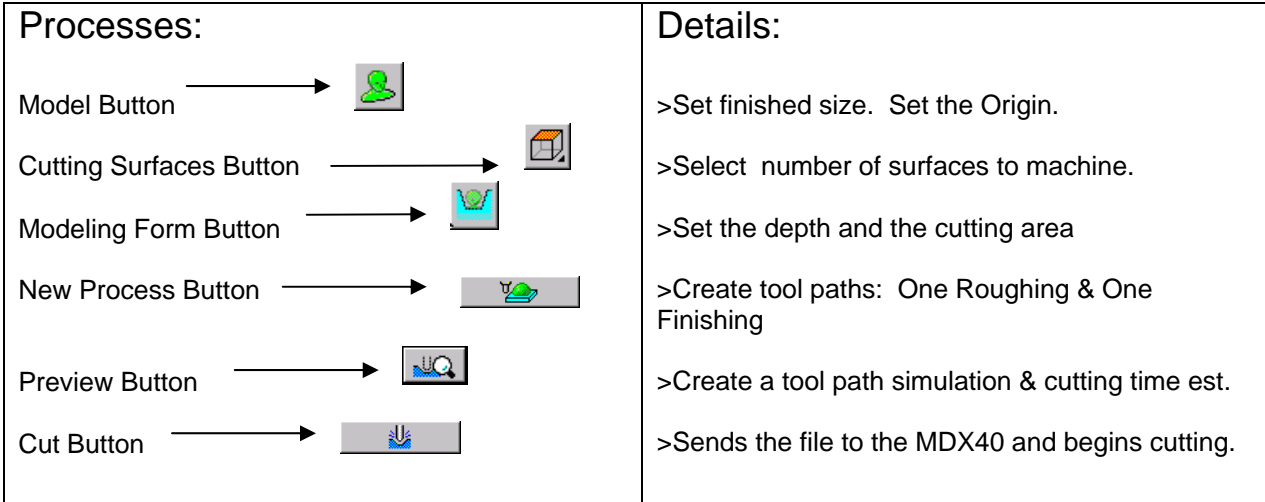 Processes:
Model Button
Cutting Surfaces Button
Modeling Form Button
New Process Button
Preview Button
Cut Button
Details:
>Set finished size.  Set the Origin.
>Select  number of surfaces to machine.
>Set the depth and the cutting area
>Create tool paths:  One Roughing & One
Finishing
>Create a tool path simulation & cutting time est.
>Sends the file to the MDX40 and begins cutting.